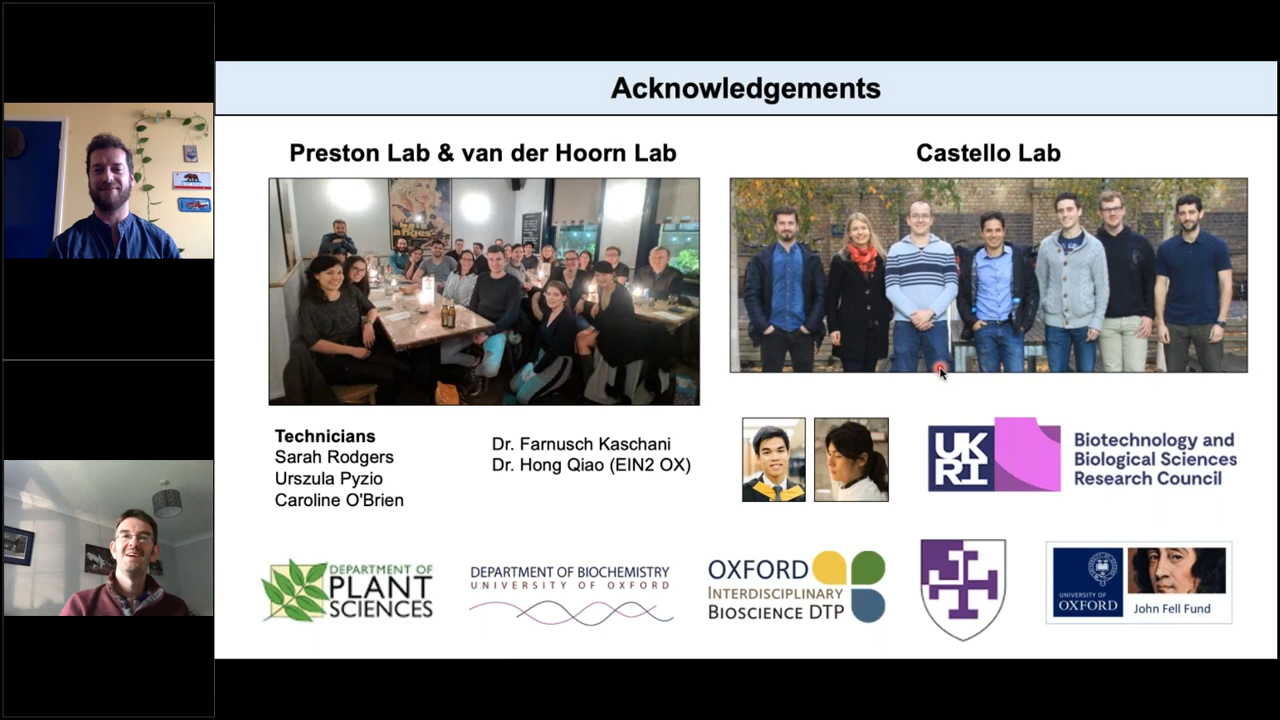 Acknowledgements
Preston Lab & van der Hoorn Lab
Castello Lab
Technicians
Sarah Rodgers
Urszula Pyzio
Caroline O'Brien
Dr. Farnusch Kaschani
Dr. Hong Qiao (EIN2 OX)
UK
RI
Biotechnology and
Biological Sciences
Research Council
DEPARTMENT OF
PLANT
SCIENCES
DEPARTMENT OF BIOCHEMISTRY
UNIVERSITY OF OXFORD
OXFORD
INTERDISCIPLINARY
BIOSCIENCE DTP
UNIVERSITY OF
OXFORD
John Fell Fund